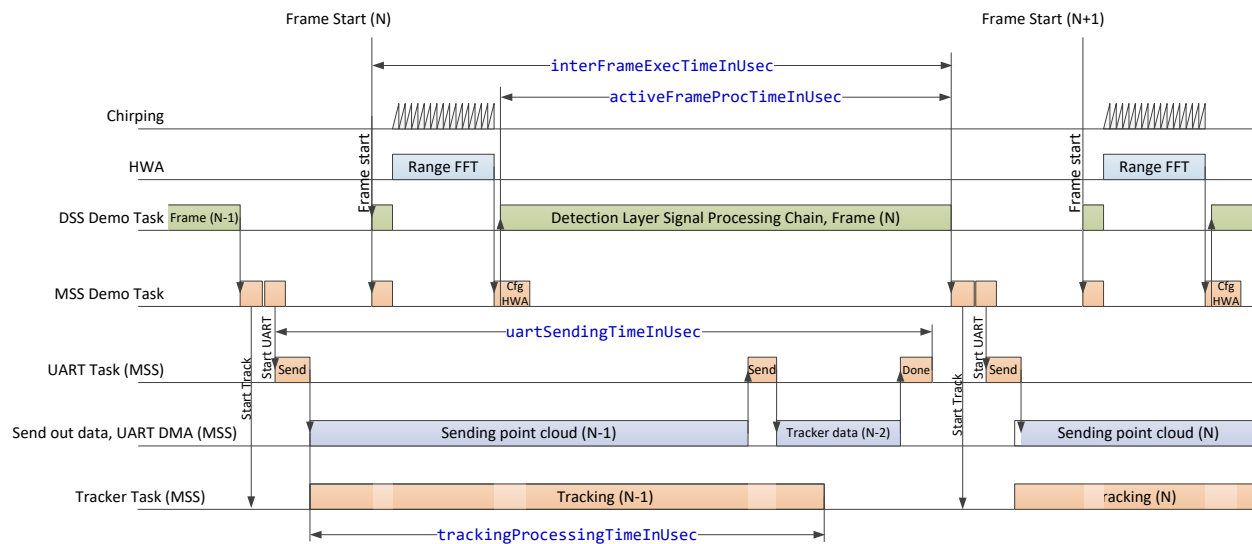 Frame Start (N)
Frame Start (N+1)
interFrameExecTimeInUsec
activeFrameProcTimeInUsec
Chirping
Frame start
Frame start
HWA
Range FFT
Range FFT
DSS Demo Task
Frame (N-1)
Detection Layer Signal Processing Chain, Frame (N)
MSS Demo Task
Cfg
HWA
Cfg
HWA
Start Track
Start UART
uartSendingTimeInUsec
Start Track
Start UART
UART Task (MSS)
Send
Send
Done
Send
Send out data, UART DMA (MSS)
Sending point cloud (N-1)
Tracker data (N-2)
Sending point cloud (N)
Tracker Task (MSS)
Tracking (N-1)
racking (N)
trackingProcessingTimeInUsec